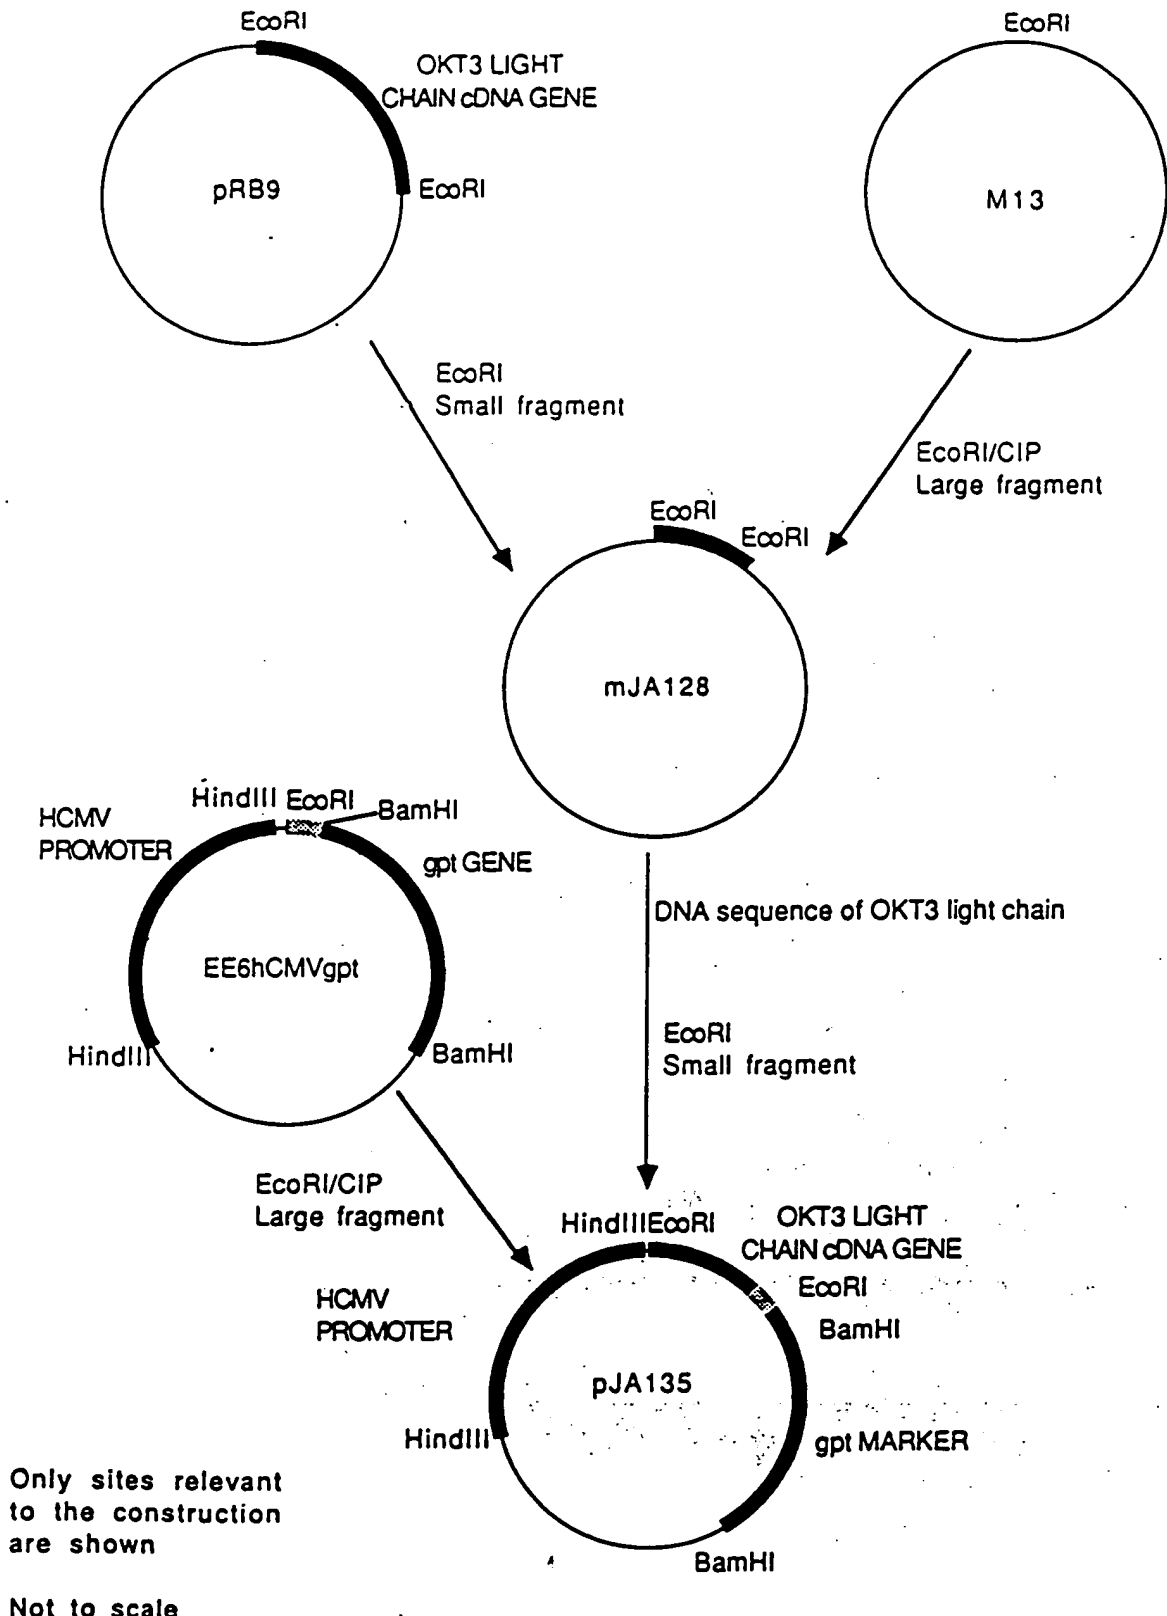 EcoRI
OKT3 LIGHT
CHAIN cDNA GENE
EcoRI
pRB9
EcoRI
M13
EcoRI
Small fragment
EcoRI/CIP
Large fragment
EcoRI
EcoRI
mJA128
HindIII EcoRI
BamHI
HCMV
PROMOTER
gpt GENE
EE6hCMVgpt
HindIII
BamHI
DNA sequence of OKT3 light chain
EcoRI
Small fragment
EcoRI/CIP
Large fragment
HindIIIEcoRI
OKT3 LIGHT
CHAIN cDNA GENE
EcoRI
BamHI
HCMV
PROMOTER
pJA135
HindIII
gpt MARKER
BamHI
Only sites relevant
to the construction
are shown
Not to scale